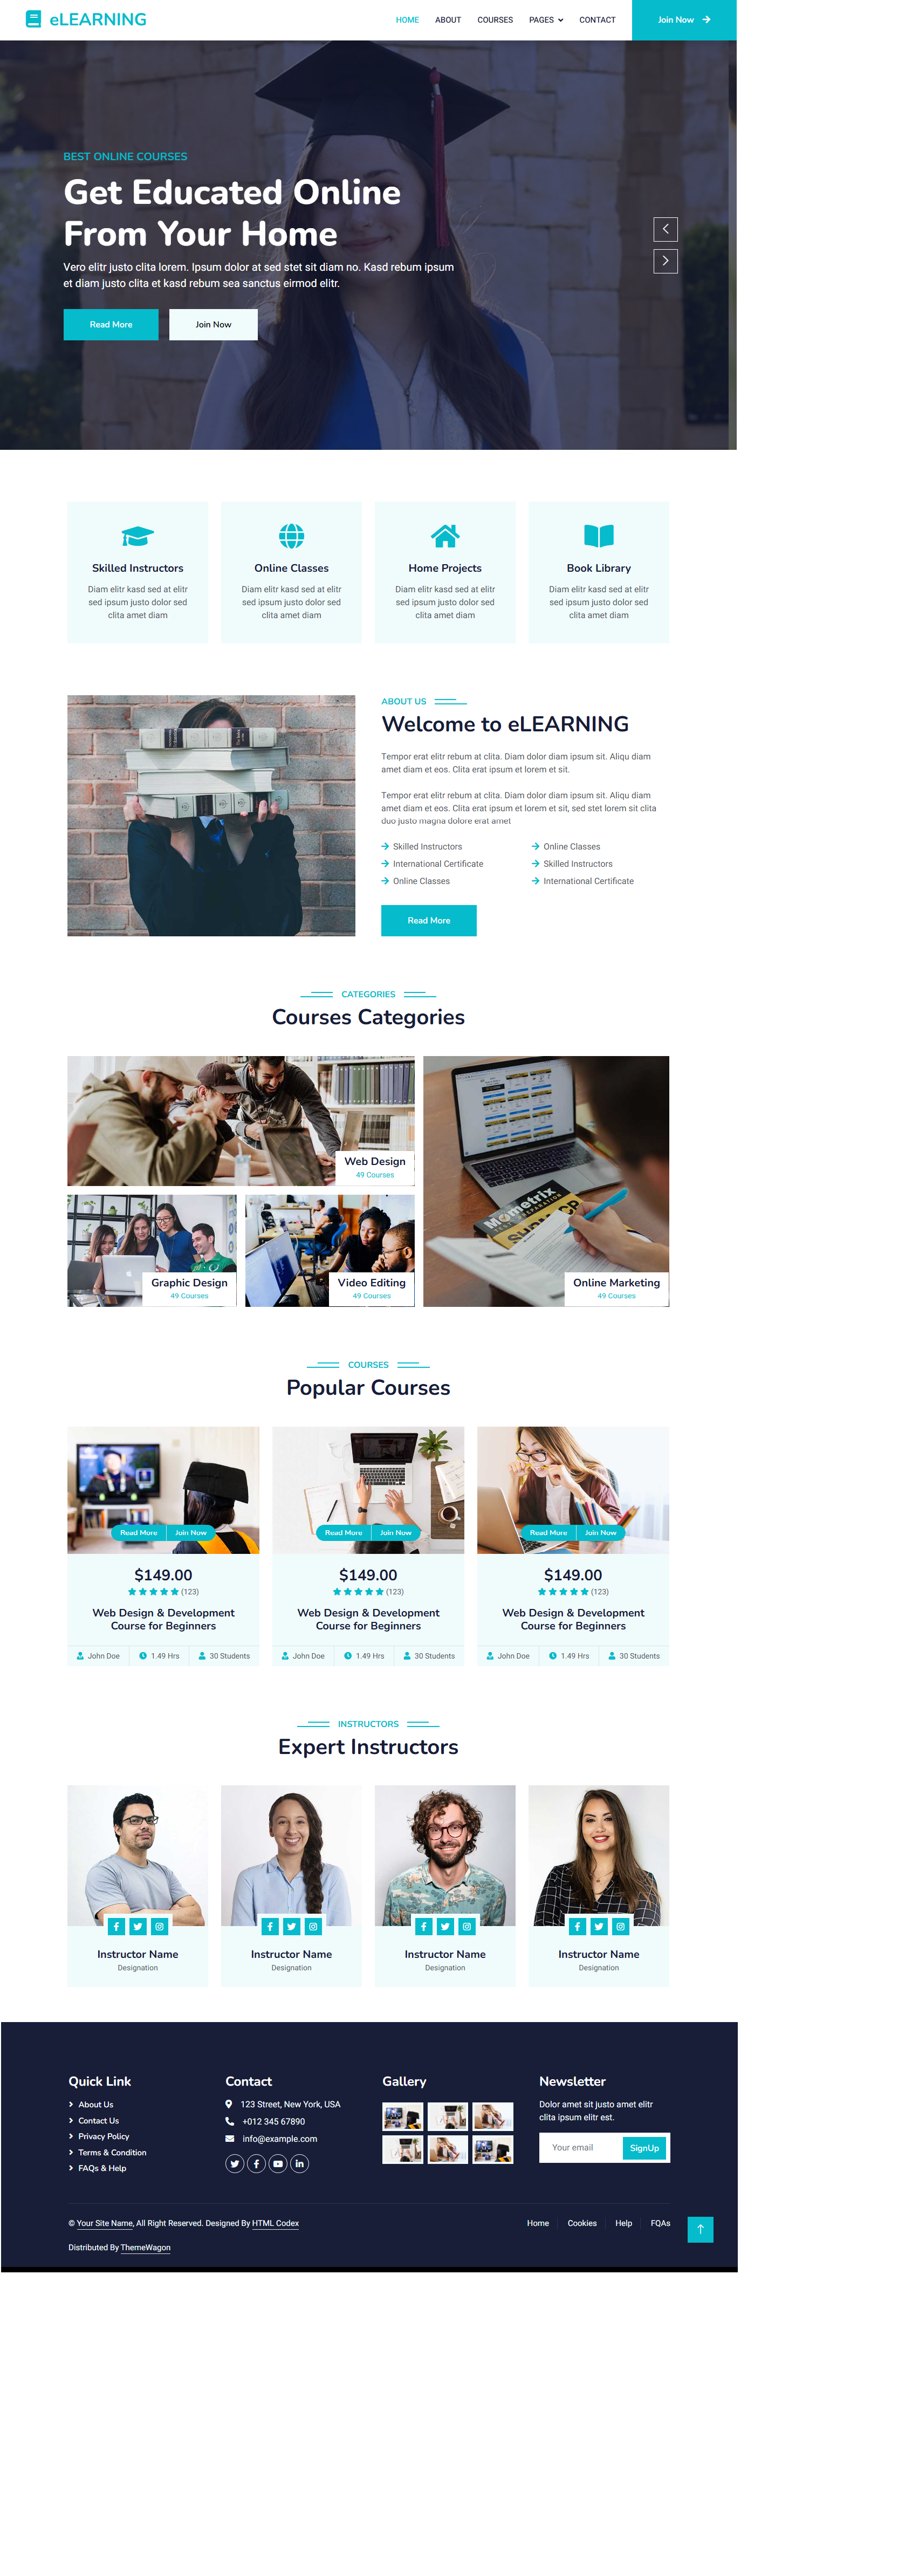 eLEARNING
HOME ABOUT COURSES PAGES CONTACT Join Now
BEST ONLINE COURSES
Get Educated Online
From Your Home
Vero elitr justo clita lorem. Ipsum dolor at sed stet sit diam no. Kasd rebum ipsum
et diam justo clita et kasd rebum sea sanctus eirmod elitr.
Read More Join Now
Skilled Instructors
Diam elitr kasd sed at elitr
sed ipsum justo dolor sed
clita amet diam
Online Classes
Diam elitr kasd sed at elitr
sed ipsum justo dolor sed
clita amet diam
Home Projects
Diam elitr kasd sed at elitr
sed ipsum justo dolor sed
clita amet diam
Book Library
Diam elitr kasd sed at elitr
sed ipsum justo dolor sed
clita amet diam
ABOUT US
Welcome to eLEARNING
Tempor erat elitr rebum at clita. Diam dolor diam ipsum sit. Aliqu diam
amet diam et eos. Clita erat ipsum et lorem et sit.
Tempor erat elitr rebum at clita. Diam dolor diam ipsum sit. Aliqu diam
amet diam et eos. Clita erat ipsum et lorem et sit, sed stet lorem sit clita
duo justo magna dolore erat amet
Skilled Instructors Online Classes
International Certificate Skilled Instructors
Online Classes International Certificate
Read More
CATEGORIES
Courses Categories
Web Design
49 Courses
Graphic Design
49 Courses
Video Editing
49 Courses
Mometrix
Online Marketing
49 Courses
COURSES
Popular Courses
Read More Join Now
$149.00
(123)
Web Design & Development
Course for Beginners
John Doe 1.49 Hrs 30 Students
Read More Join Now
$149.00
(123)
Web Design & Development
Course for Beginners
John Doe 1.49 Hrs 30 Students
Read More Join Now
$149.00
(123)
Web Design & Development
Course for Beginners
John Doe 1.49 Hrs 30 Students
INSTRUCTORS
Expert Instructors
Instructor Name
Designation
Instructor Name
Designation
Instructor Name
Designation
Instructor Name
Designation
Quick Link
About Us
Contact Us
Privacy Policy
Terms & Condition
FAQs & Help
Contact
123 Street, New York, USA
+012 345 67890
info@example.com
Gallery
Newsletter
Dolor amet sit justo amet elitr
clita ipsum elitr est.
Your email SignUp
© Your Site Name, All Right Reserved. Designed By HTML Codex
Distributed By ThemeWagon
Home Cookies Help FQAs